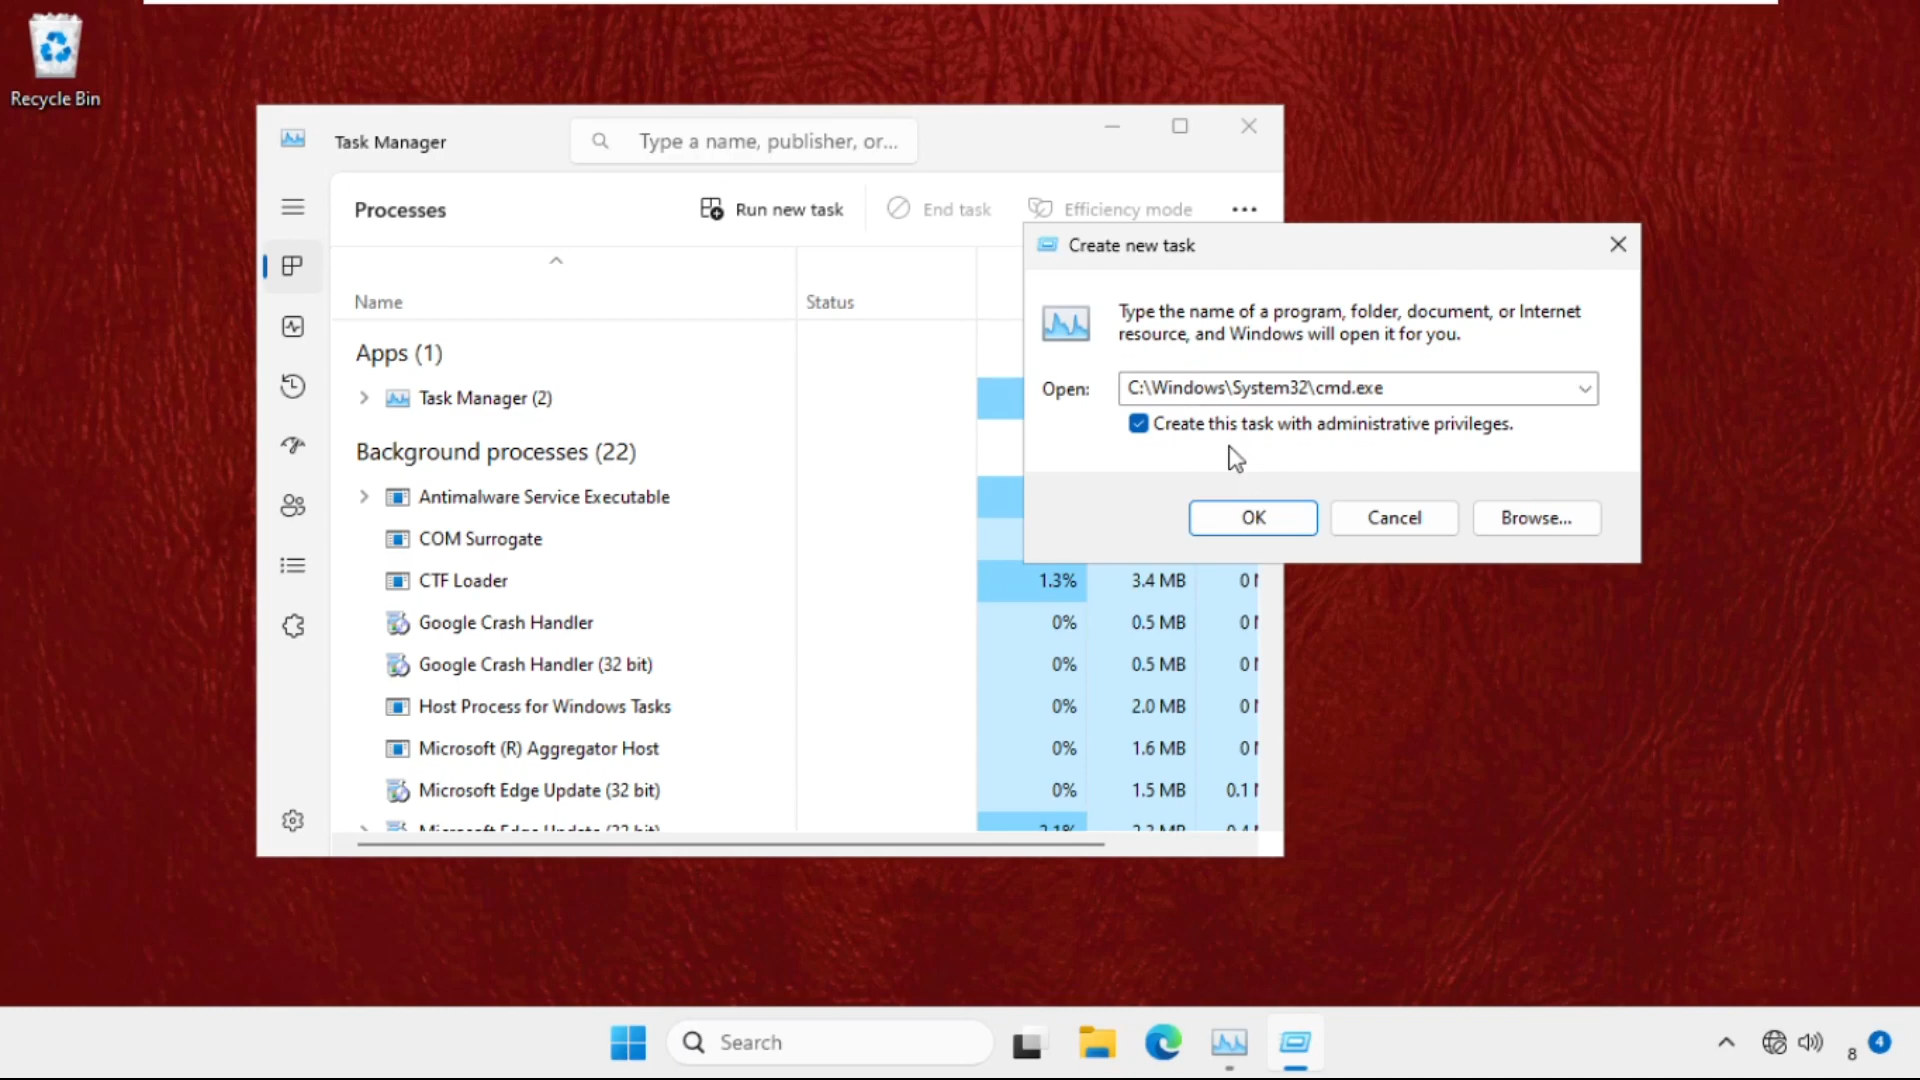 Recycle Bin
Task Manager
Type a name, publisher, or...
Processes
Run new task
End task
Efficiency mode
Name
Status
Apps (1)
Task Manager (2)
Background processes (22)
Antimalware Service Executable
COM Surrogate
CTF Loader
1.3%
3.4 MB
0
Google Crash Handler
0%
0.5 MB
0
Google Crash Handler (32 bit)
0%
0.5 MB
0
Host Process for Windows Tasks
0%
2.0 MB
0
Microsoft (R) Aggregator Host
0%
1.6 MB
0
Microsoft Edge Update (32 bit)
0%
1.5 MB
0.1
Microsoft Edge Update (32 bit)
Create new task
Type the name of a program, folder, document, or Internet
resource, and Windows will open it for you.
Open:
C:\Windows\System32\cmd.exe
Create this task with administrative privileges.
OK
Cancel
Browse...
Search
8
4